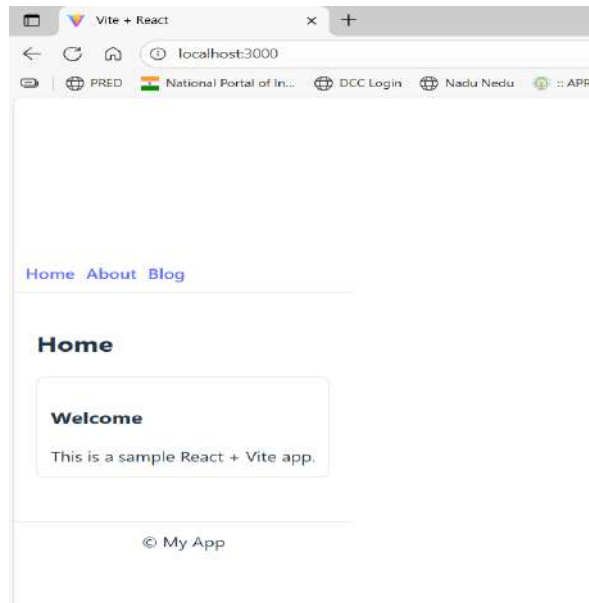 Vite + React
localhost:3000
PRED National Portal of In... DCC Login Nadu Nedu :: APR
Home About Blog
Home
Welcome
This is a sample React + Vite app.
© My App